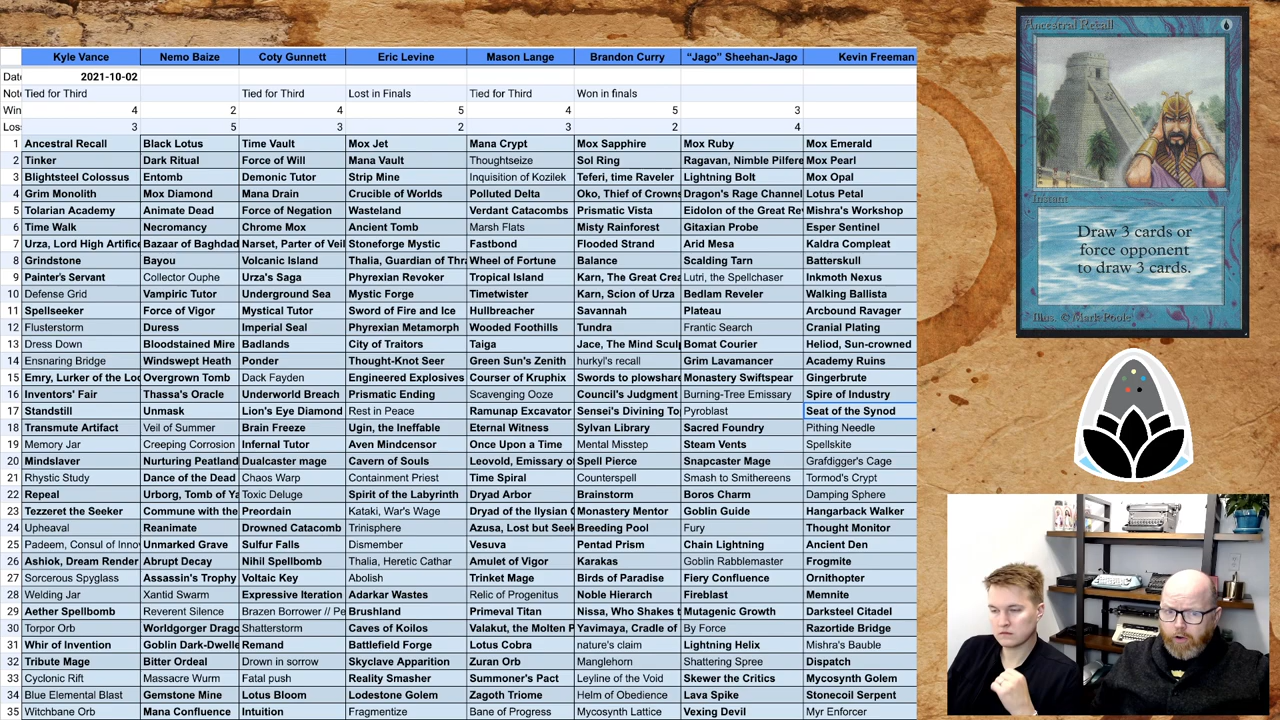 Kyle Vance Nemo Baize Coty Gunnett Eric Levine Mason Lange Brandon Curry "Jago" Sheehan-Jago Kevin Freeman
Date 2021-10-02
Note Tied for Third Tied for Third Lost in Finals Tied for Third Won in finals
Win 4 2 4 5 4 5 3
Los 3 5 3 2 3 2 4
1 Ancestral Recall Black Lotus Time Vault Mox Jet Mana Crypt Mox Sapphire Mox Ruby Mox Emerald
2 Tinker Dark Ritual Force of Will Mana Vault Thoughtseize Sol Ring Ragavan, Nimble Pilfere Mox Pearl
3 Blightsteel Colossus Entomb Demonic Tutor Strip Mine Inquisition of Kozilek Teferi, time Raveler Lightning Bolt Mox Opal
4 Grim Monolith Mox Diamond Mana Drain Crucible of Worlds Polluted Delta Oko, Thief of Crowns Dragon's Rage Channel Lotus Petal
5 Tolarian Academy Animate Dead Force of Negation Wasteland Verdant Catacombs Prismatic Vista Eidolon of the Great Re Mishra's Workshop
6 Time Walk Necromancy Chrome Mox Ancient Tomb Marsh Flats Misty Rainforest Gitaxian Probe Esper Sentinel
7 Urza, Lord High Artifice Bazaar of Baghdad Narset, Parter of Veil Stoneforge Mystic Fastbond Flooded Strand Arid Mesa Kaldra Compleat
8 Grindstone Bayou Volcanic Island Thalia, Guardian of Thra Wheel of Fortune Balance Scalding Tarn Batterskull
9 Painter's Servant Collector Ouphe Urza's Saga Phyrexian Revoker Tropical Island Karn, The Great Crea Lutri, the Spellchaser Inkmoth Nexus
10 Defense Grid Vampiric Tutor Underground Sea Mystic Forge Timetwister Karn, Scion of Urza Bedlam Reveler Walking Ballista
11 Spellseeker Force of Vigor Mystical Tutor Sword of Fire and Ice Hullbreacher Savannah Plateau Arcbound Ravager
12 Flusterstorm Duress Imperial Seal Phyrexian Metamorph Wooded Foothills Tundra Frantic Search Cranial Plating
13 Dress Down Bloodstained Mire Badlands City of Traitors Taiga Jace, The Mind Sculp Bomat Courier Heliod, Sun-crowned
14 Ensnaring Bridge Windswept Heath Ponder Thought-Knot Seer Green Sun's Zenith hurkyl's recall Grim Lavamancer Academy Ruins
15 Emry, Lurker of the Loc Overgrown Tomb Dack Fayden Engineered Explosives Courser of Kruphix Swords to plowshare Monastery Swiftspear Gingerbrute
16 Inventors' Fair Thassa's Oracle Underworld Breach Prismatic Ending Scavenging Ooze Council's Judgment Burning-Tree Emissary Spire of Industry
17 Standstill Unmask Lion's Eye Diamond Rest in Peace Ramunap Excavator Sensei's Divining To Pyroblast Seat of the Synod
18 Transmute Artifact Veil of Summer Brain Freeze Ugin, the Ineffable Eternal Witness Sylvan Library Sacred Foundry Pithing Needle
19 Memory Jar Creeping Corrosion Infernal Tutor Aven Mindcensor Once Upon a Time Mental Misstep Steam Vents Spellskite
20 Mindslaver Nurturing Peatland Dualcaster mage Cavern of Souls Leovold, Emissary of Spell Pierce Snapcaster Mage Grafdigger's Cage
21 Rhystic Study Dance of the Dead Chaos Warp Containment Priest Time Spiral Counterspell Smash to Smithereens Tormod's Crypt
22 Repeal Urborg, Tomb of Ya Toxic Deluge Spirit of the Labyrinth Dryad Arbor Brainstorm Boros Charm Damping Sphere
23 Tezzeret the Seeker Commune with the Preordain Kataki, War's Wage Dryad of the Ilysian G Monastery Mentor Goblin Guide Hangarback Walker
24 Upheaval Reanimate Drowned Catacomb Trinisphere Azusa, Lost but Seek Breeding Pool Fury Thought Monitor
25 Padeem, Consul of Inno Unmarked Grave Sulfur Falls Dismember Vesuva Pentad Prism Chain Lightning Ancient Den
26 Ashiok, Dream Render Abrupt Decay Nihil Spellbomb Thalia, Heretic Cathar Amulet of Vigor Karakas Goblin Rabblemaster Frogmite
27 Sorcerous Spyglass Assassin's Trophy Voltaic Key Abolish Trinket Mage Birds of Paradise Fiery Confluence Ornithopter
28 Welding Jar Xantid Swarm Expressive Iteration Adarkar Wastes Relic of Progenitus Noble Hierarch Fireblast Memnite
29 Aether Spellbomb Reverent Silence Brazen Borrower // Pe Brushland Primeval Titan Nissa, Who Shakes t Mutagenic Growth Darksteel Citadel
30 Torpor Orb Worldgorger Drago Shatterstorm Caves of Koilos Valakut, the Molten P Yavimaya, Cradle of By Force Razortide Bridge
31 Whir of Invention Goblin Dark-Dwelle Remand Battlefield Forge Lotus Cobra nature's claim Lightning Helix Mishra's Bauble
32 Tribute Mage Bitter Ordeal Drown in sorrow Skyclave Apparition Zuran Orb Manglehorn Shattering Spree Dispatch
33 Cyclonic Rift Massacre Wurm Fatal push Reality Smasher Summoner's Pact Leyline of the Void Skewer the Critics Mycosynth Golem
34 Blue Elemental Blast Gemstone Mine Lotus Bloom Lodestone Golem Zagoth Triome Helm of Obedience Lava Spike Stonecoil Serpent
35 Witchbane Orb Mana Confluence Intuition Fragmentize Bane of Progress Mycosynth Lattice Vexing Devil Myr Enforcer
Ancestral Recall
Instant
Draw 3 cards or
force opponent
to draw 3 cards.
Illus. © Mark Poole